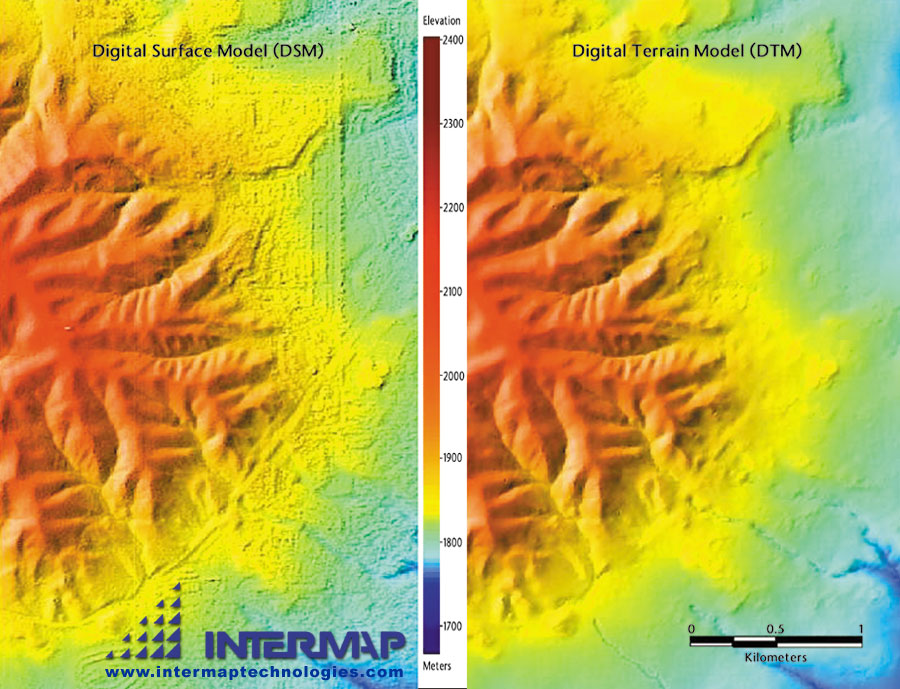 Digital Surface Model (DSM)
Elevation
2400
2300
2200
2100
2000
1900
1800
1700
Meters
Digital Terrain Model (DTM)
0 0.5 1
Kilometers
INTERMAP
www.intermaptechnologies.com